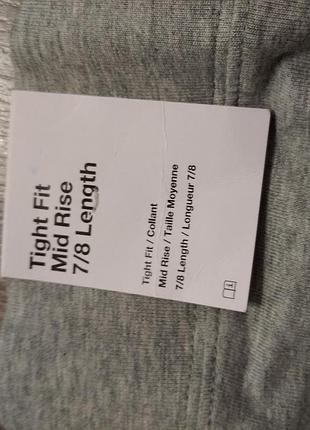 Tight Fit
Mid Rise
7/8 Length
Tight Fit / Collant
Mid Rise / Taille Moyenne
7/8 Length / Longueur 7/8